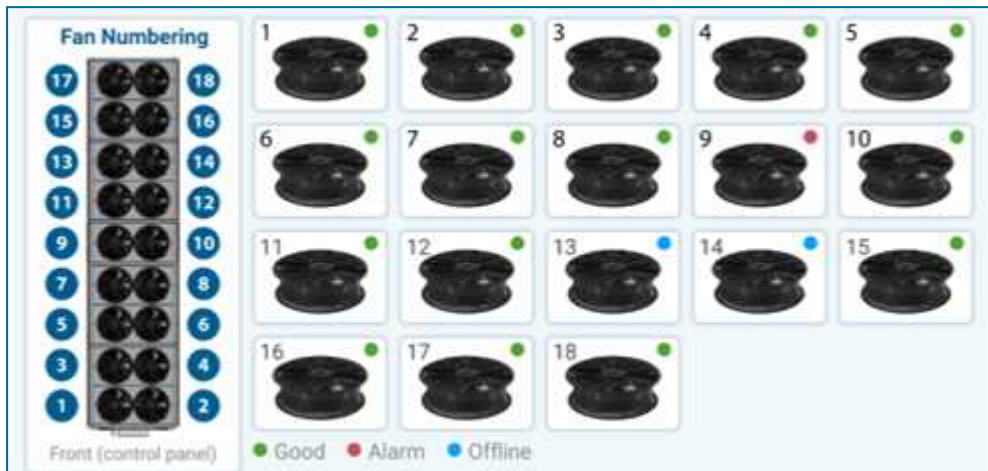 Fan Numbering
17 18
15 16
13 14
11 12
9 10
7 8
5 6
3 4
1 2
Front (control panel)
1 2 3 4 5
6 7 8 9 10
11 12 13 14 15
16 17 18
Good Alarm Offline